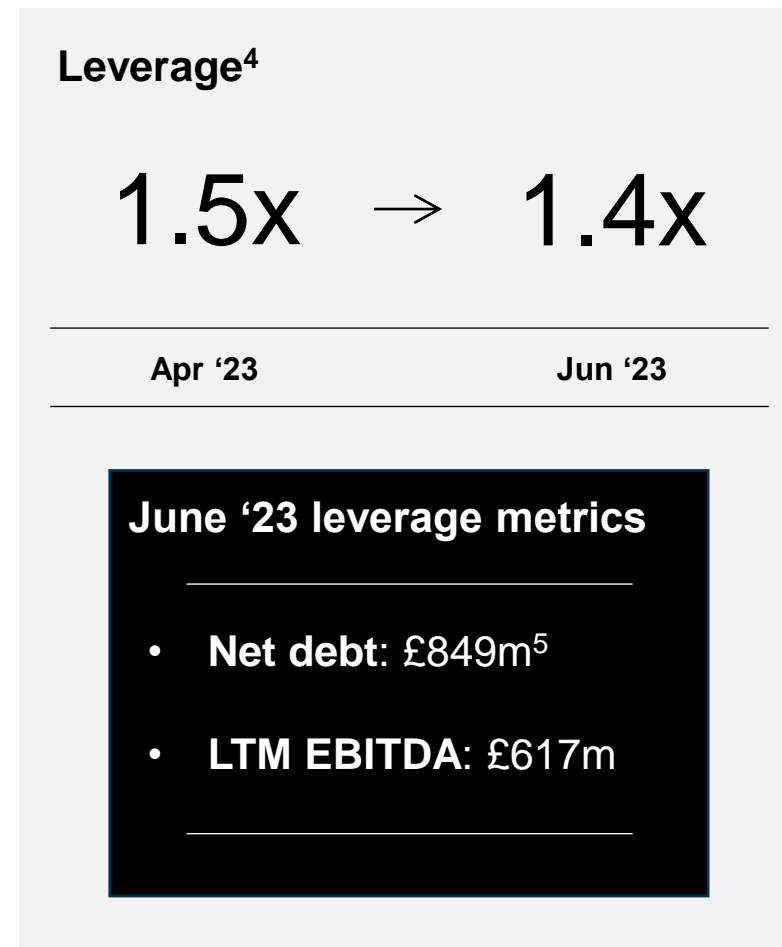 Leverage⁴
1.5x → 1.4x
Apr ‘23 Jun ‘23
June ‘23 leverage metrics
• Net debt: £849m⁵
• LTM EBITDA: £617m